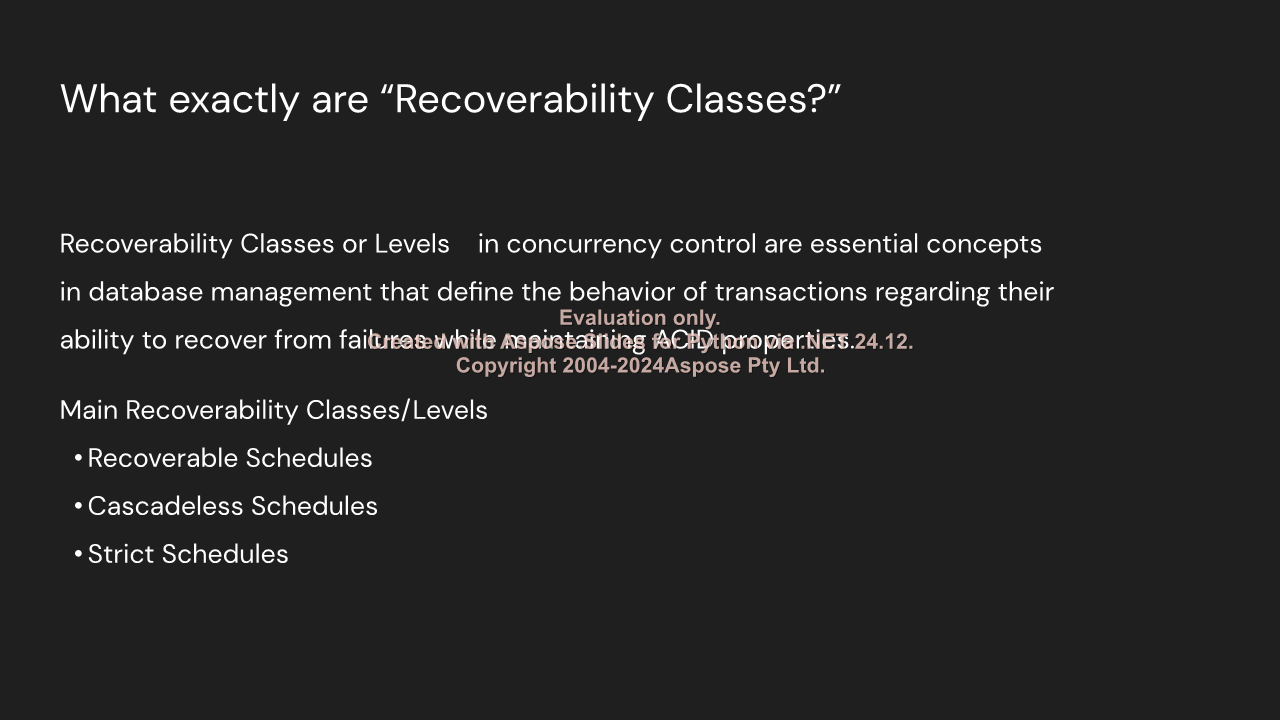 What exactly are “Recoverability Classes?”
Recoverability Classes or Levels in concurrency control are essential concepts
in database management that define the behavior of transactions regarding their
Evaluation only.
ability to recover from failures while maintaining ACID properties.
Created with Aspose.Slides for Python via .NET 24.12.
Copyright 2004-2024Aspose Pty Ltd.
Main Recoverability Classes/Levels
• Recoverable Schedules
• Cascadeless Schedules
• Strict Schedules